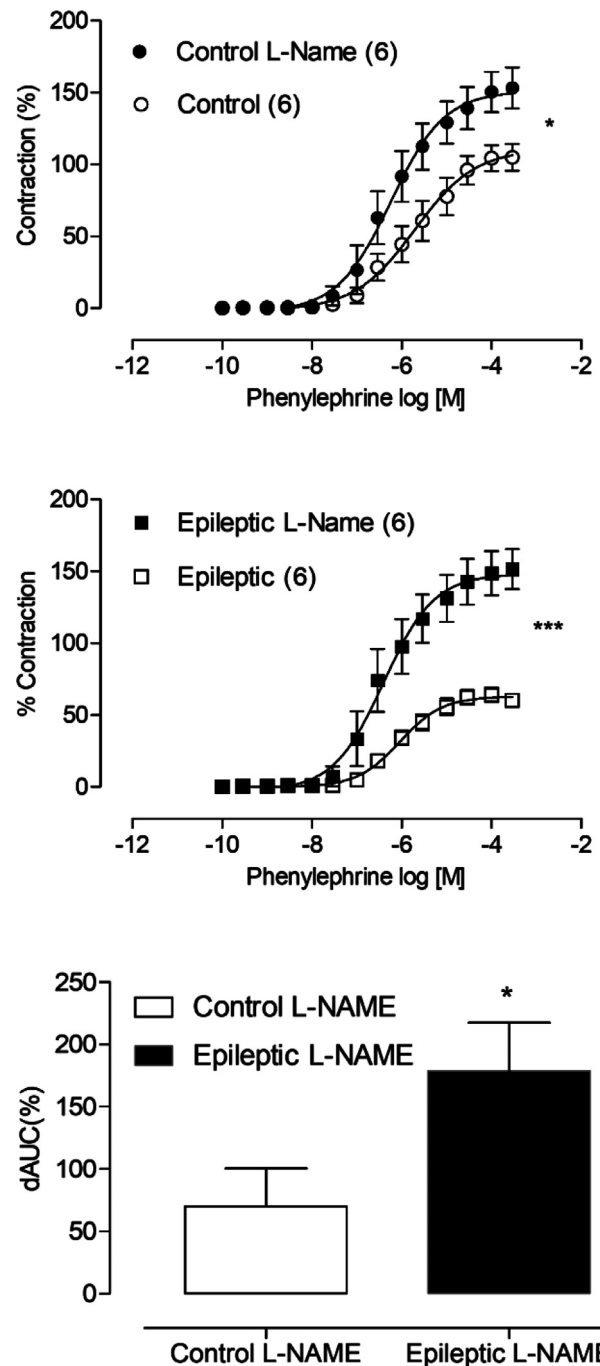 200
Control L-Name (6)
150
Control (6)
*
100
50
0
Contraction (%)
-12 -10 -8 -6 -4 -2
Phenylephrine log [M]
200
Epileptic L-Name (6)
150
Epileptic (6)
***
100
50
0
% Contraction
-12 -10 -8 -6 -4 -2
Phenylephrine log [M]
250
Control L-NAME
*
200
Epileptic L-NAME
150
100
50
0
dAUC(%)
Control L-NAME Epileptic L-NAME